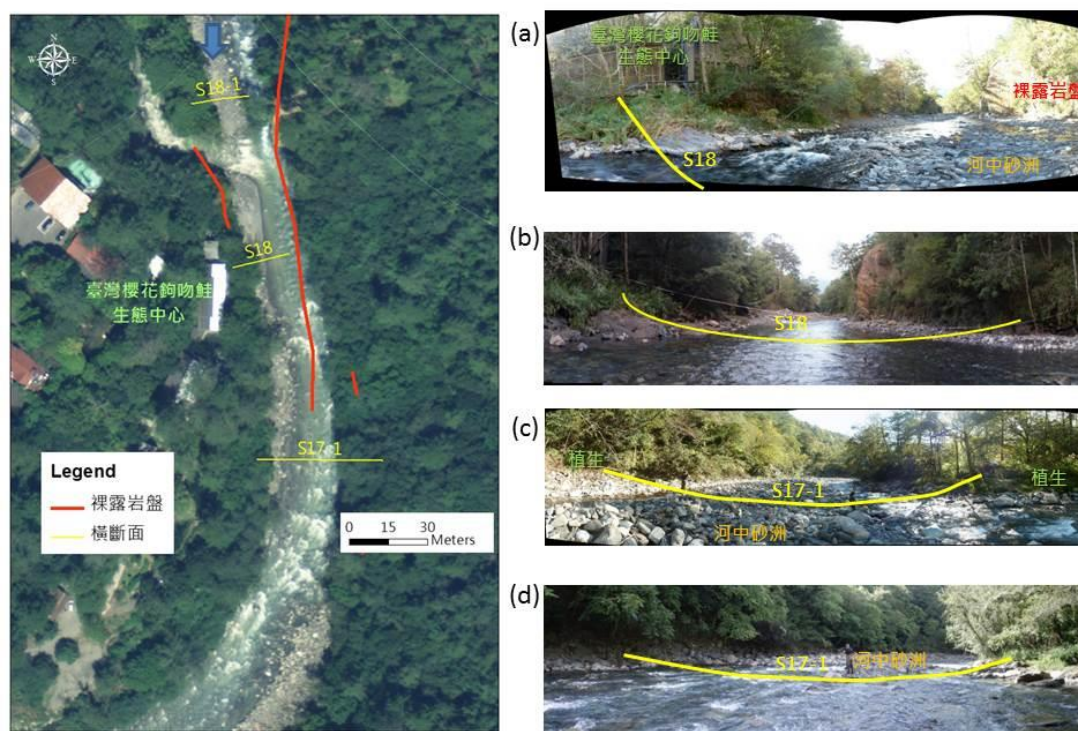 N
W
E
S
S18-1
S18
臺灣櫻花鉤吻鮭
生態中心
S17-1
Legend
裸露岩盤
橫斷面
0 15 30
Meters
(a)
臺灣櫻花鉤吻鮭
生態中心
裸露岩盤
S18
河中砂洲
(b)
S18
(c)
植生
S17-1
植生
河中砂洲
(d)
S17-1
河中砂洲